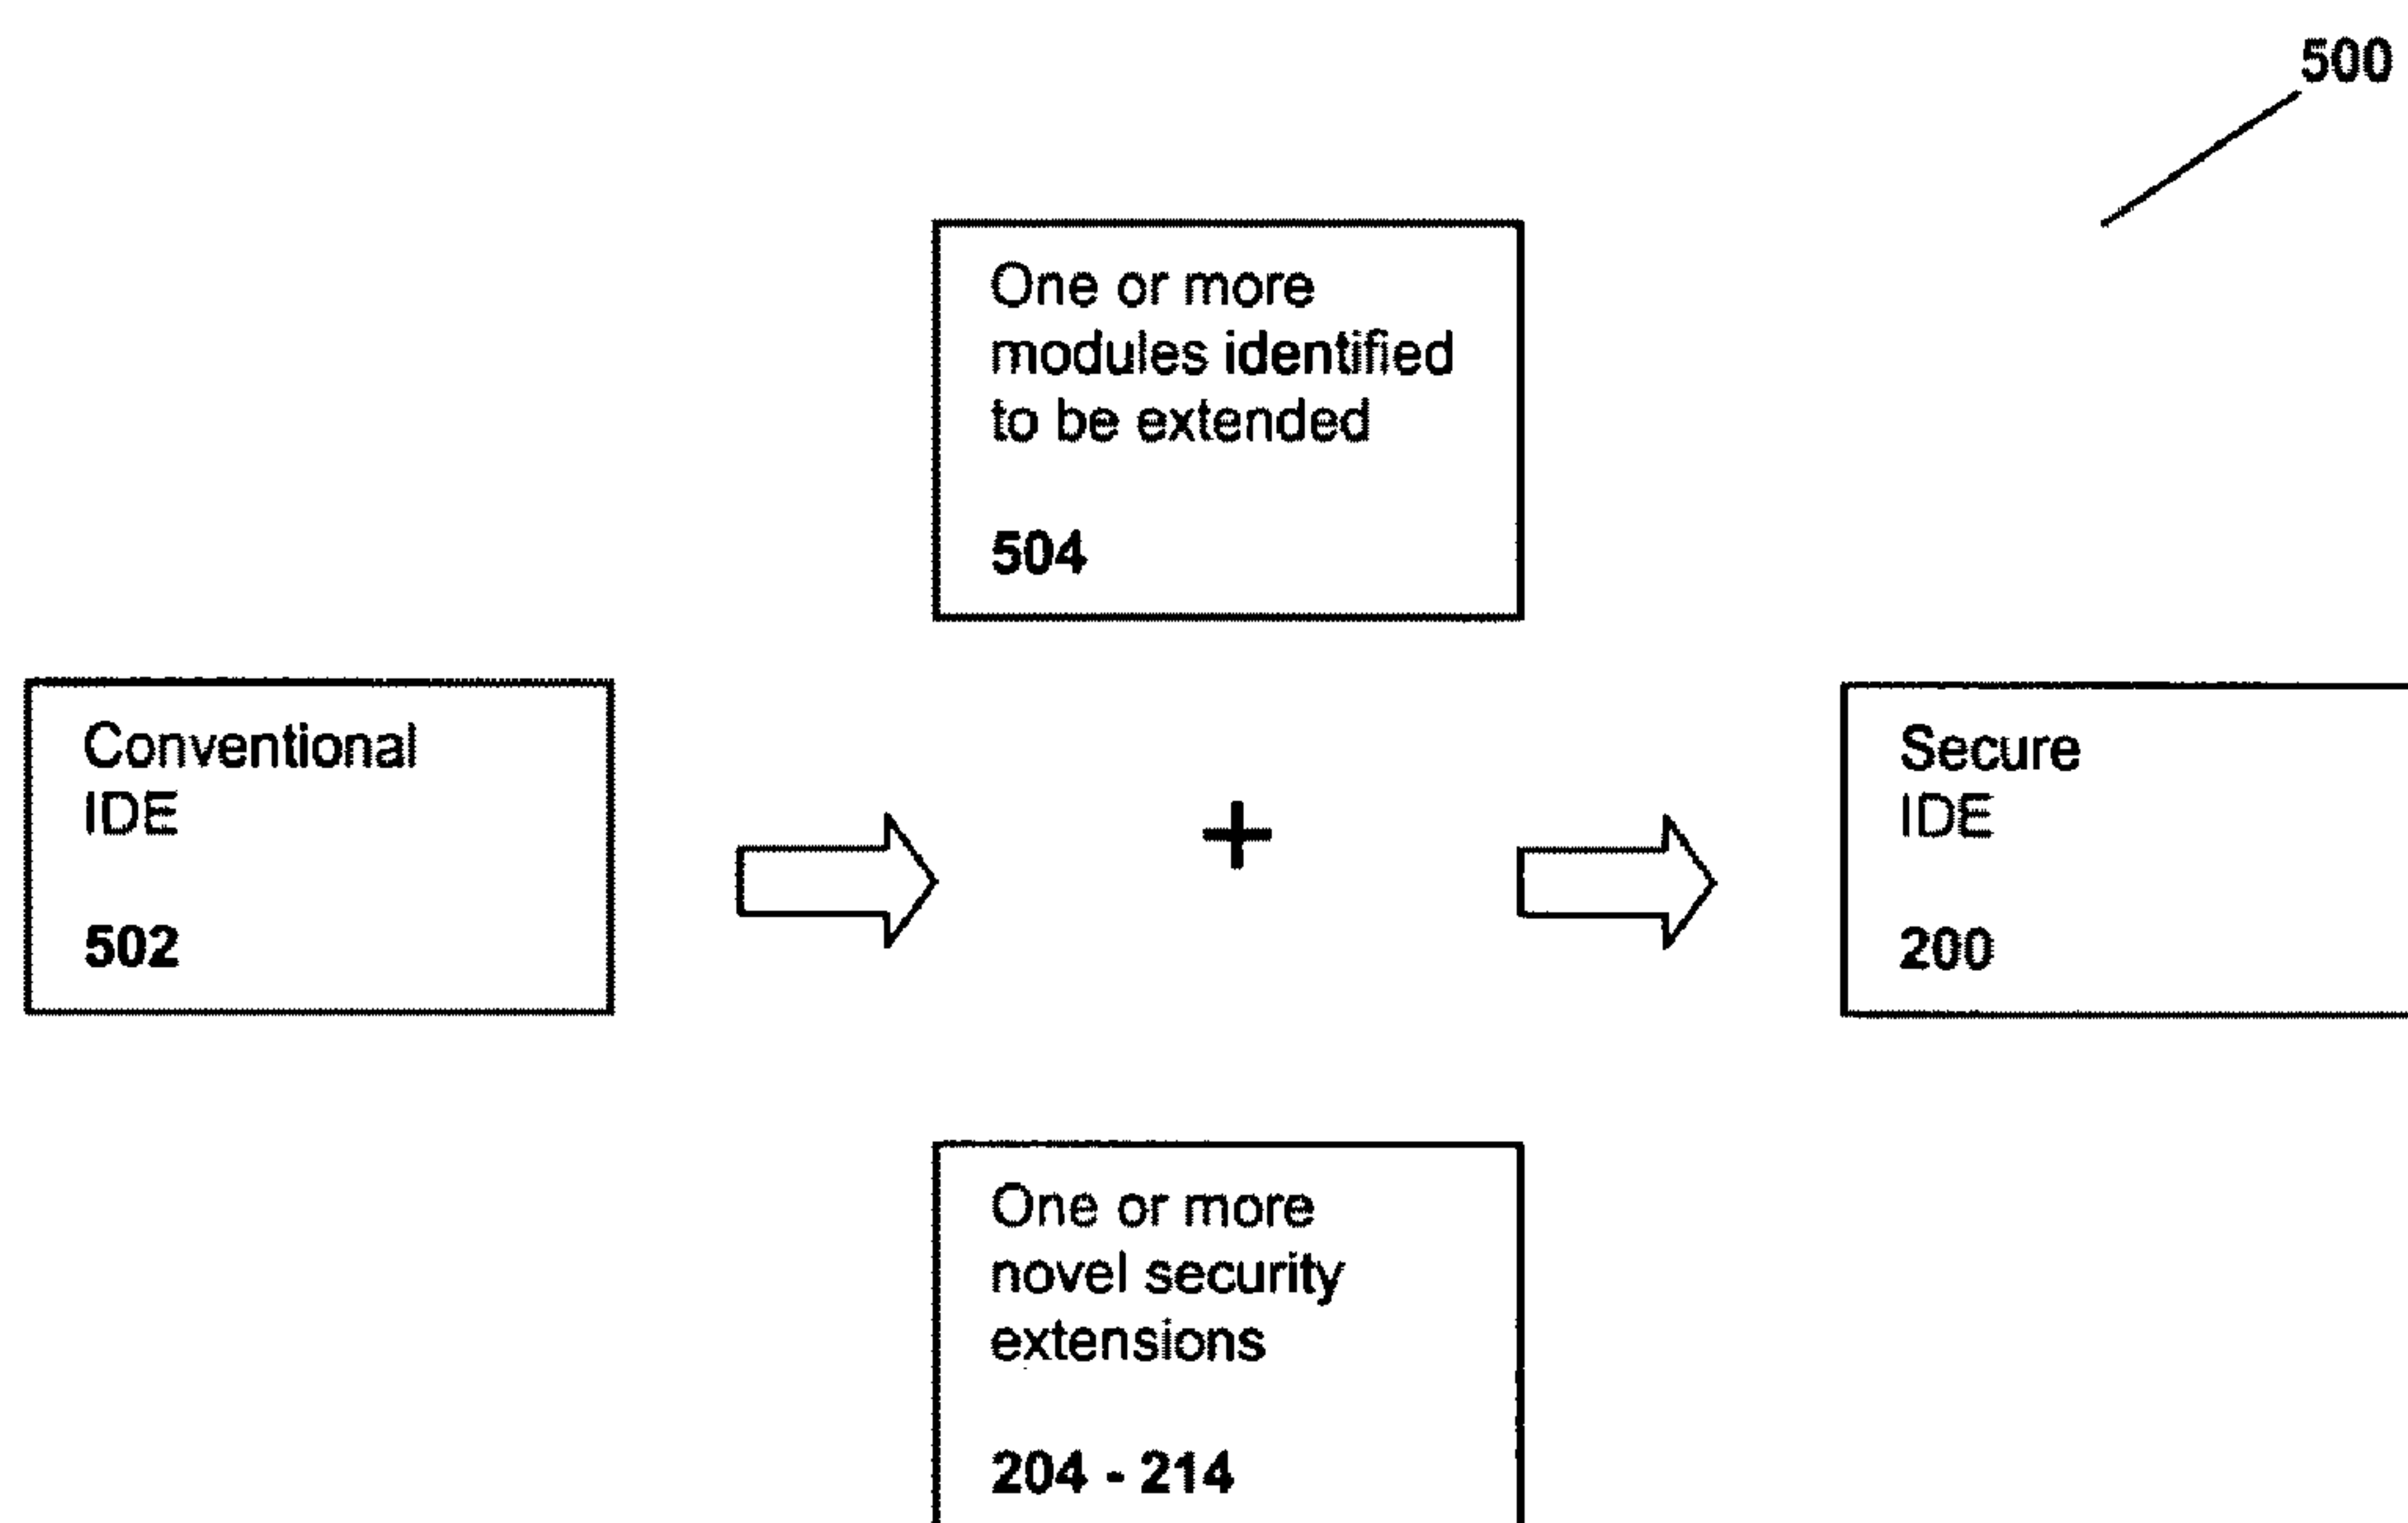 500
One or more
modules identified
to be extended
504
Conventional
IDE
502
+
Secure
IDE
200
One or more
novel security
extensions
204 - 214